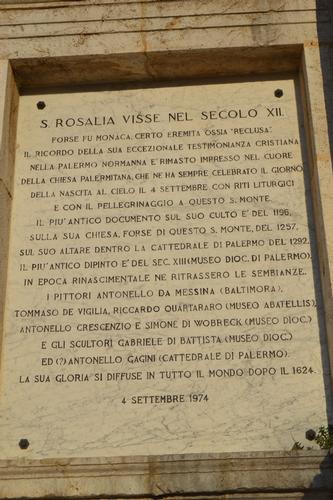 S. ROSALIA VISSE NEL SECOLO XII.
FORSE FU MONACA, CERTO EREMITA OSSIA "RECLUSA".
IL RICORDO DELLA SUA ECCEZIONALE TESTIMONIANZA CRISTIANA
NELLA PALERMO NORMANNA E' RIMASTO IMPRESSO NEL CUORE
DELLA CHIESA PALERMITANA, CHE NE HA SEMPRE CELEBRATO IL GIORNO
DELLA NASCITA AL CIELO IL 4 SETTEMBRE CON RITI LITURGICI
E CON IL PELLEGRINAGGIO A QUESTO S. MONTE.
IL PIU' ANTICO DOCUMENTO SUL SUO CULTO E' DEL 1196,
SULLA SUA CHIESA, FORSE DI QUESTO S. MONTE, DEL 1257,
SUL SUO ALTARE DENTRO LA CATTEDRALE DI PALERMO DEL 1292.
IL PIU' ANTICO DIPINTO E' DEL SEC. XIII (MUSEO DIOC. DI PALERMO).
IN EPOCA RINASCIMENTALE NE RITRASSERO LE SEMBIANZE.
I PITTORI ANTONELLO DA MESSINA (BALTIMORA),
TOMMASO DE VIGILIA, RICCARDO QUARTARARO (MUSEO ABATELLIS),
ANTONELLO CRESCENZIO E SIMONE DI WOBRECK (MUSEO DIOC.)
E GLI SCULTORI GABRIELE DI BATTISTA (MUSEO DIOC.)
ED (?) ANTONELLO GAGINI (CATTEDRALE DI PALERMO).
LA SUA GLORIA SI DIFFUSE IN TUTTO IL MONDO DOPO IL 1624.
4 SETTEMBRE 1974